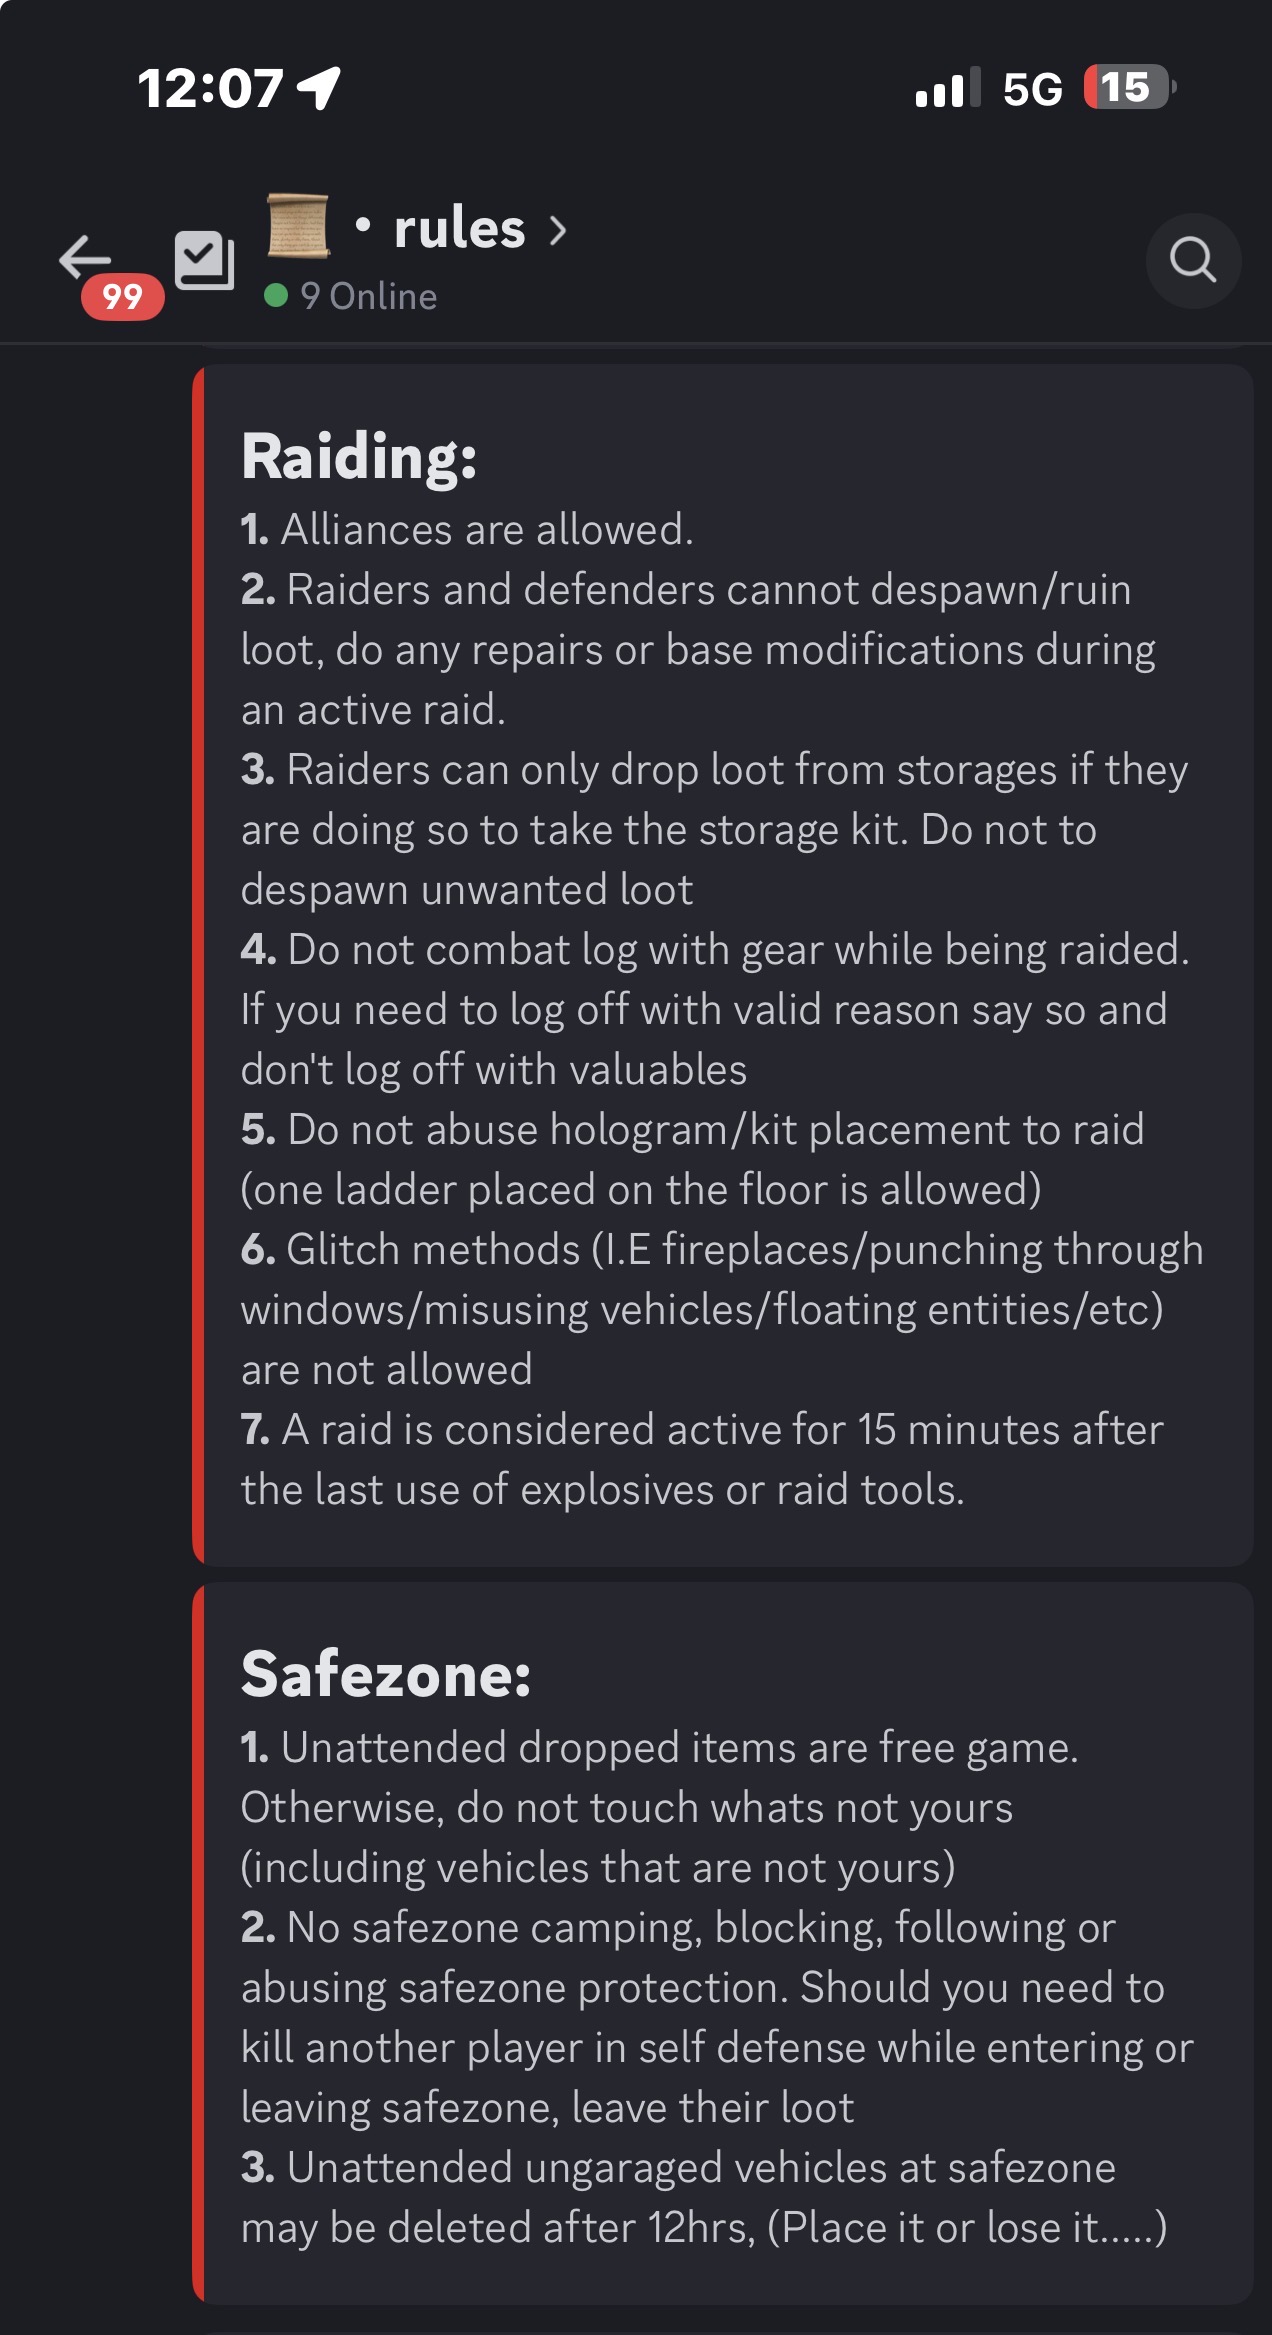 12:07
5G
15
• rules
99
9 Online
Raiding:
1. Alliances are allowed.
2. Raiders and defenders cannot despawn/ruin
loot, do any repairs or base modifications during
an active raid.
3. Raiders can only drop loot from storages if they
are doing so to take the storage kit. Do not to
despawn unwanted loot
4. Do not combat log with gear while being raided.
If you need to log off with valid reason say so and
don't log off with valuables
5. Do not abuse hologram/kit placement to raid
(one ladder placed on the floor is allowed)
6. Glitch methods (I.E fireplaces/punching through
windows/misusing vehicles/floating entities/etc)
are not allowed
7. A raid is considered active for 15 minutes after
the last use of explosives or raid tools.
Safezone:
1. Unattended dropped items are free game.
Otherwise, do not touch whats not yours
(including vehicles that are not yours)
2. No safezone camping, blocking, following or
abusing safezone protection. Should you need to
kill another player in self defense while entering or
leaving safezone, leave their loot
3. Unattended ungaraged vehicles at safezone
may be deleted after 12hrs, (Place it or lose it.....)